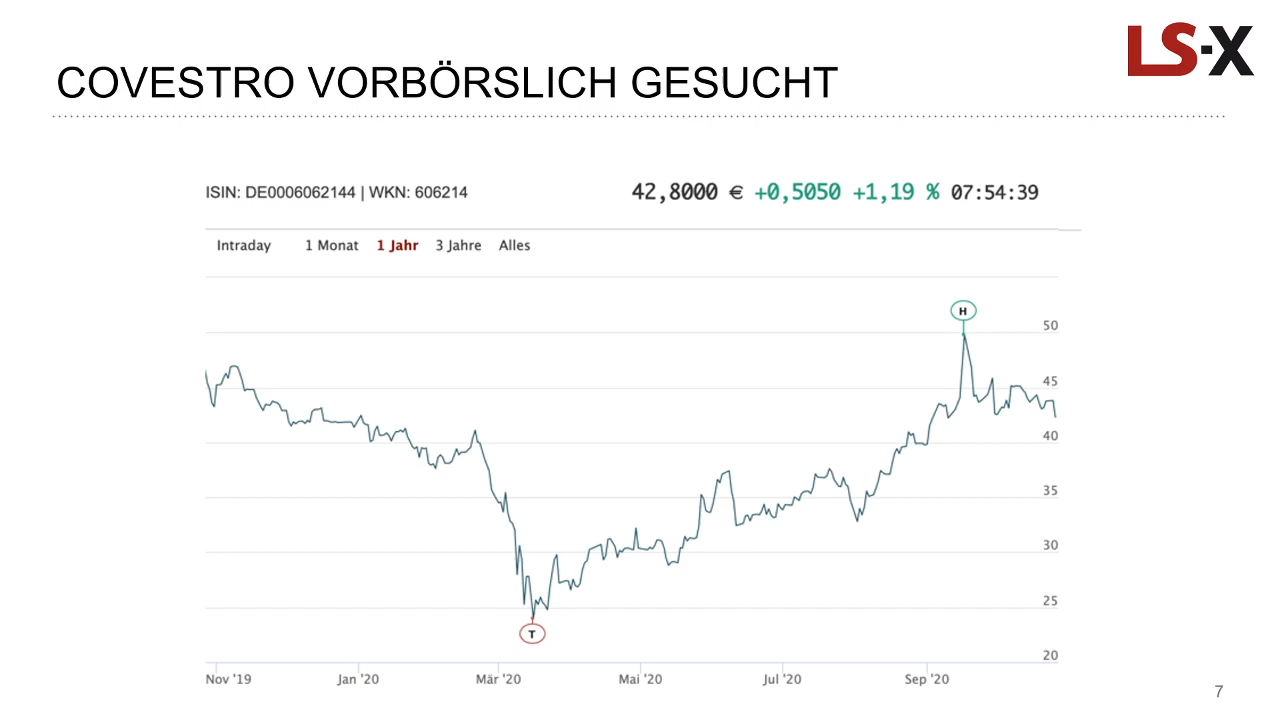 LS-X
COVESTRO VORBÖRSLICH GESUCHT
ISIN: DE0006062144 | WKN: 606214
42,8000 € +0,5050 +1,19 % 07:54:39
Intraday 1 Monat 1 Jahr 3 Jahre Alles
H
50
45
40
35
30
25
T
20
Nov '19 Jan '20 Mär '20 Mai '20 Jul '20 Sep '20
7